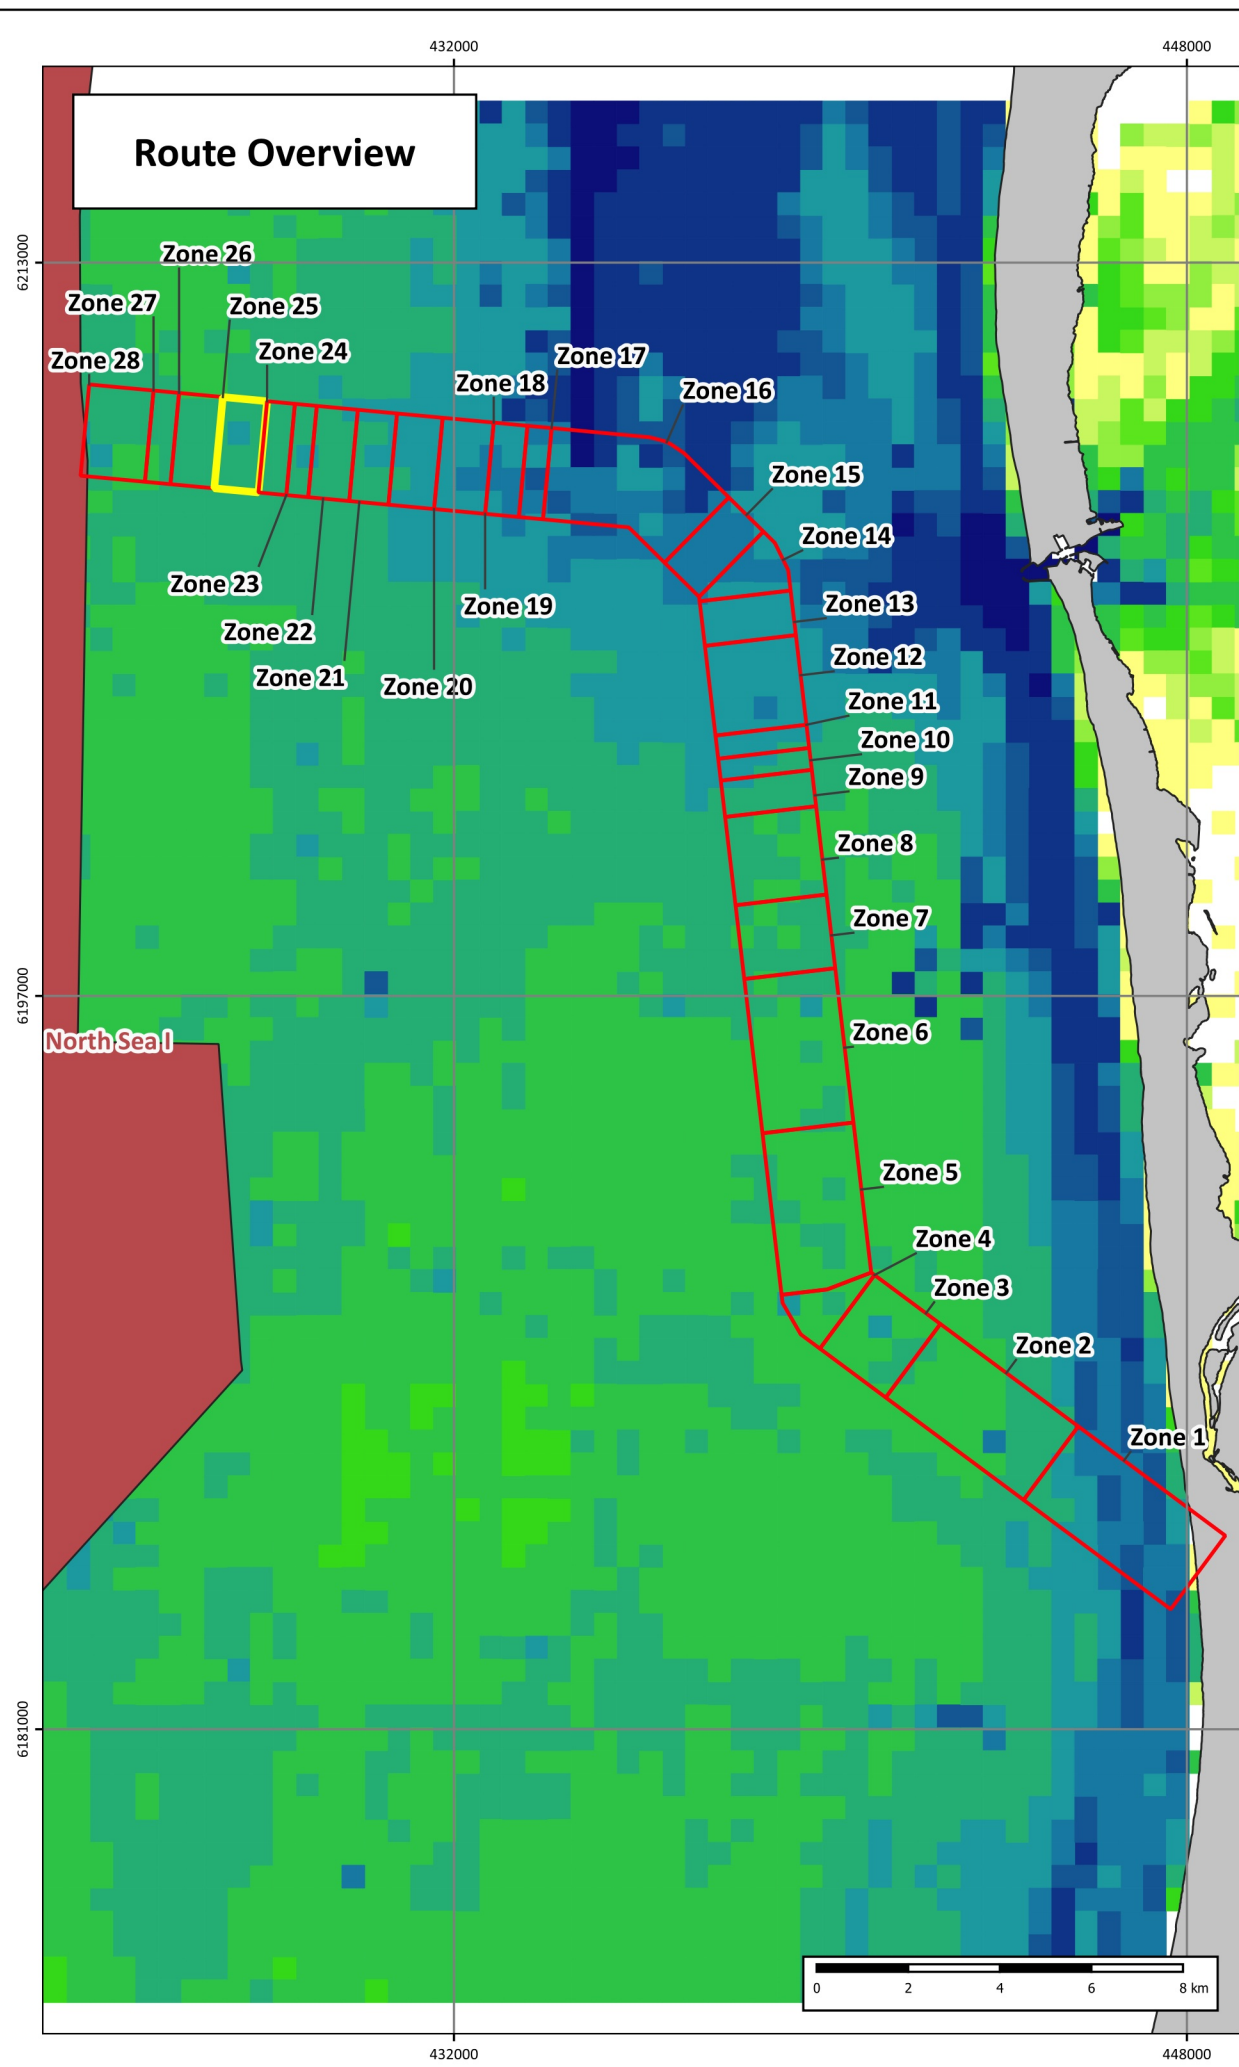 432000
448000
Route Overview
6213000
Zone 26
Zone 27
Zone 25
Zone 24
Zone 28
Zone 17
Zone 18
Zone 16
Zone 15
Zone 14
Zone 23
Zone 13
Zone 19
Zone 22
Zone 12
Zone 21
Zone 20
Zone 11
Zone 10
Zone 9
Zone 8
Zone 7
6197000
Zone 6
North Sea I
Zone 5
Zone 4
Zone 3
Zone 2
Zone 1
6181000
0 2 4 6 8 km
432000
448000